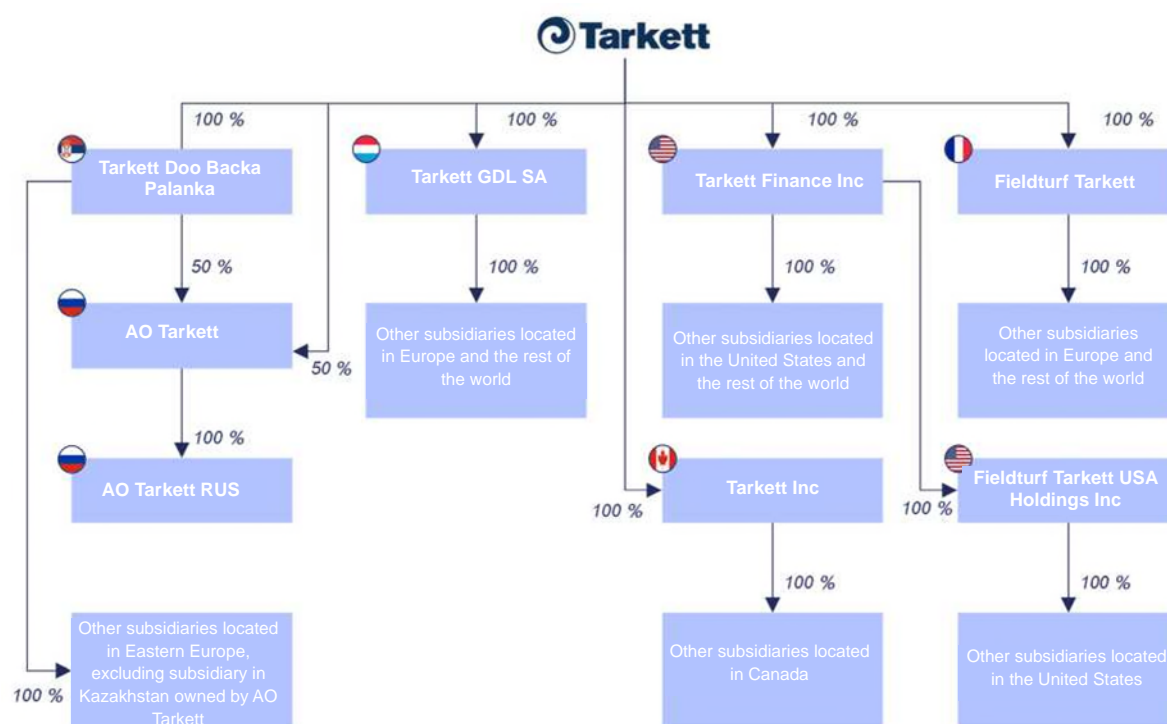 Tarkett
100 %
100 %
100 %
100 %
Tarkett Doo Backa
Palanka
Tarkett GDL SA
Tarkett Finance Inc
Fieldturf Tarkett
50 %
100 %
100 %
100 %
AO Tarkett
50 %
Other subsidiaries located
in Europe and the rest of
the world
Other subsidiaries located
in the United States and
the rest of the world
Other subsidiaries
located in Europe and
the rest of the world
100 %
AO Tarkett RUS
100 %
Tarkett Inc
100 %
Fieldturf Tarkett USA
Holdings Inc
100 %
100 %
100 %
Other subsidiaries located
in Eastern Europe,
excluding subsidiary in
Kazakhstan owned by AO
Tarkett
Other subsidiaries located
in Canada
Other subsidiaries located
in the United States